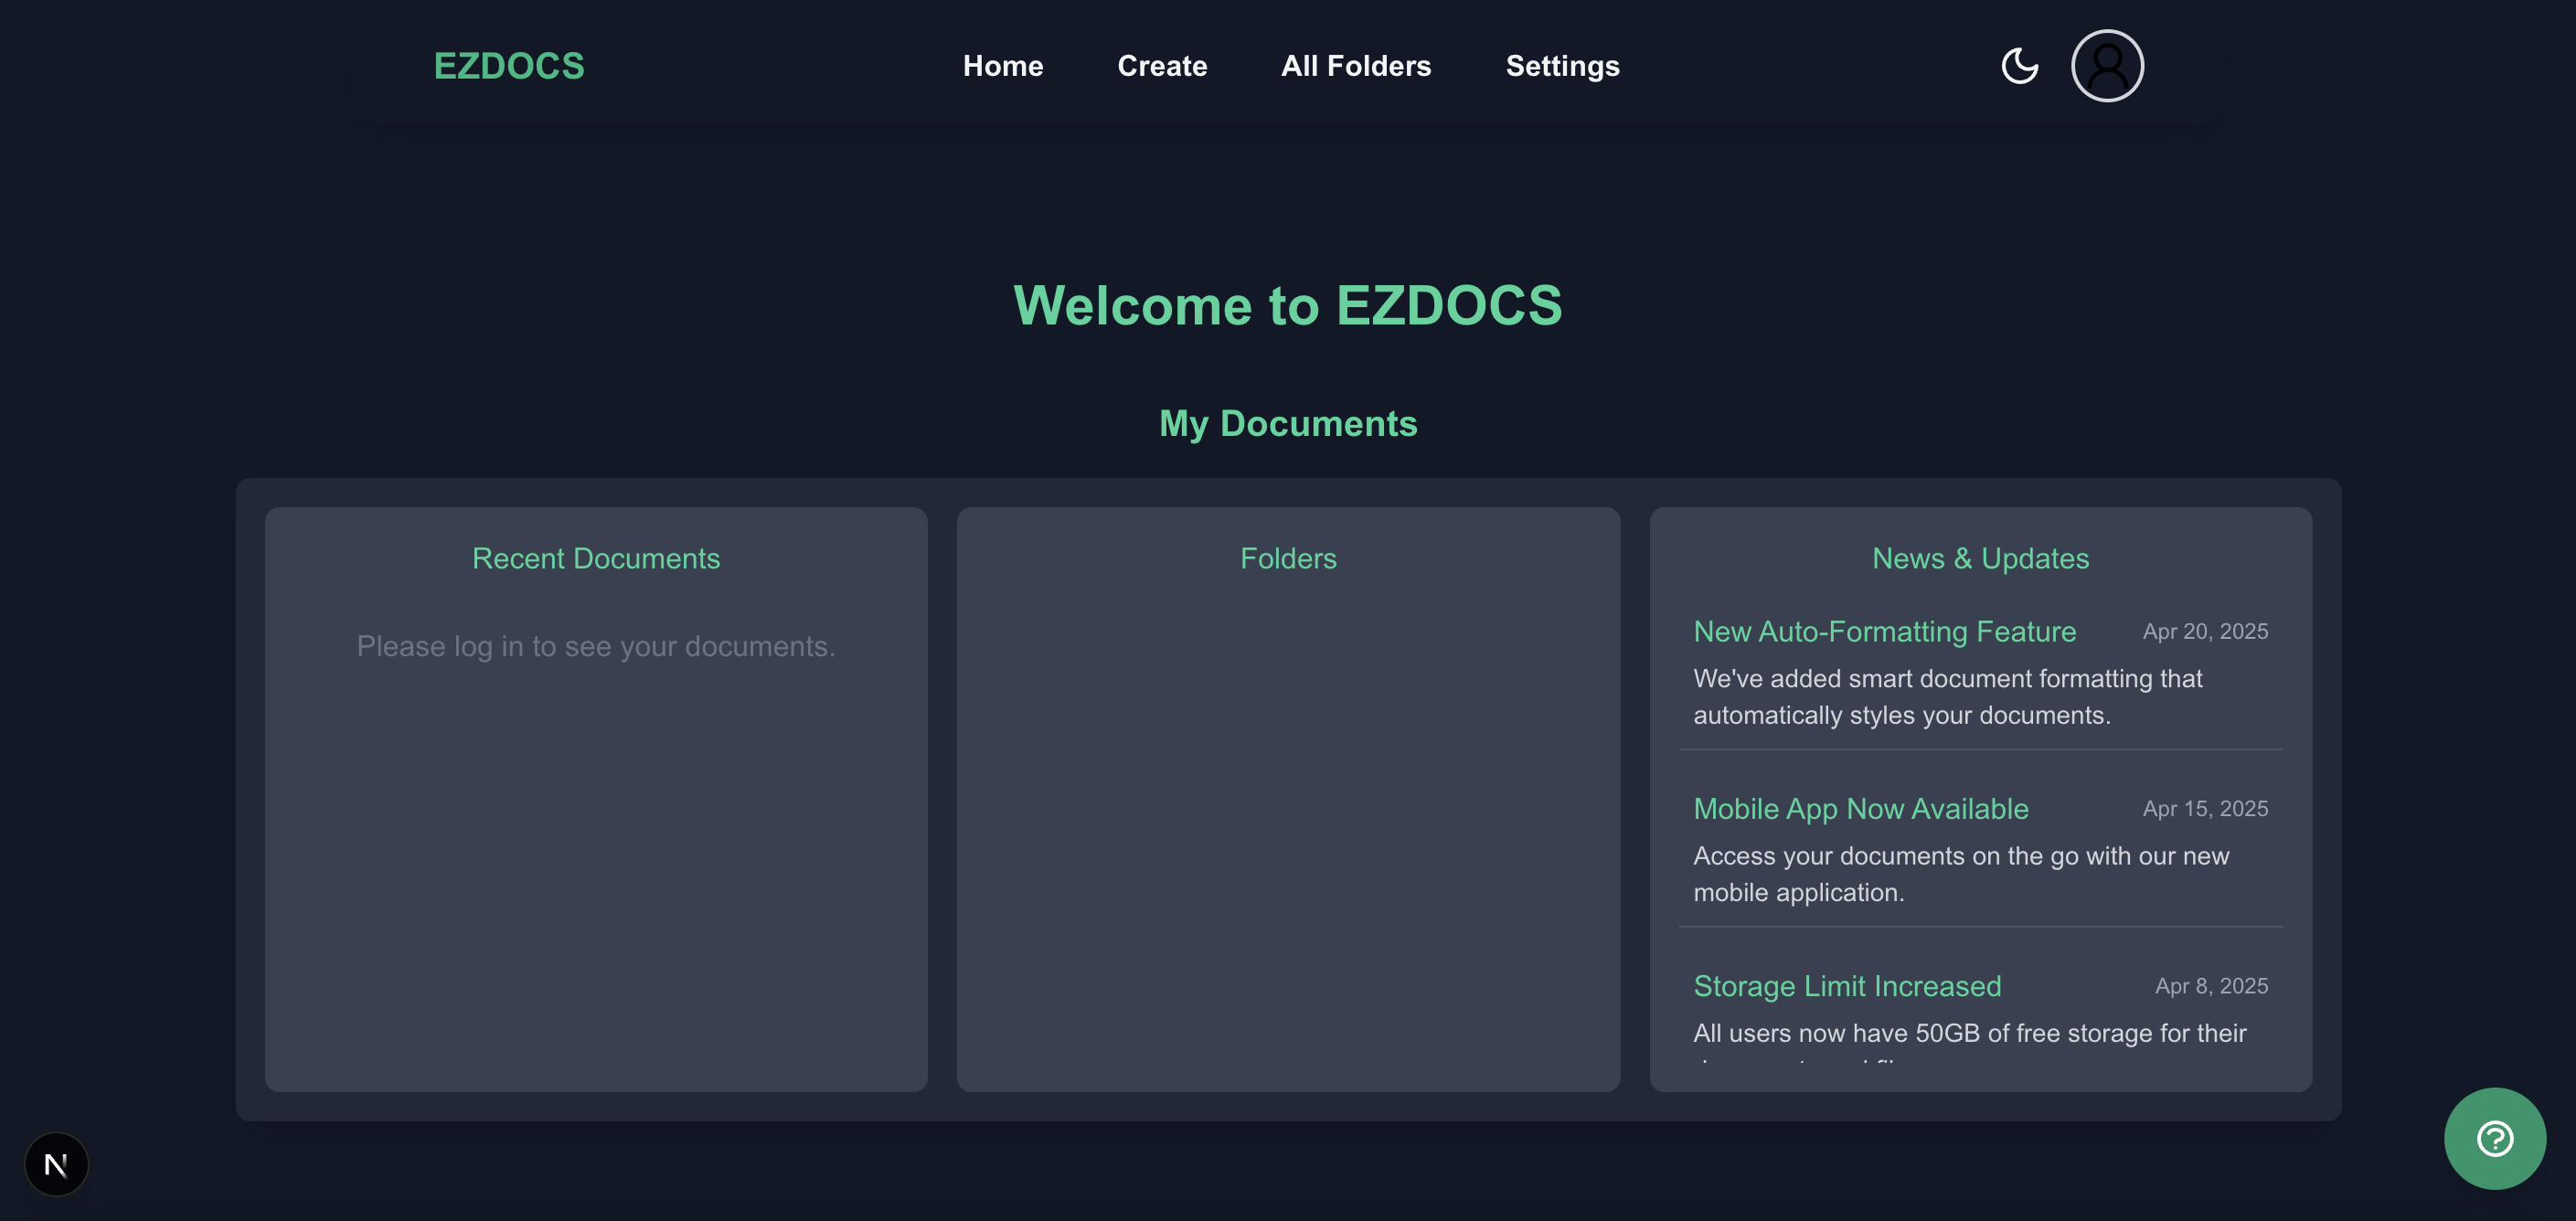 EZDOCS
Home
Create
All Folders
Settings
Welcome to EZDOCS
My Documents
Recent Documents
Please log in to see your documents.
Folders
News & Updates
New Auto-Formatting Feature
Apr 20, 2025
We've added smart document formatting that
automatically styles your documents.
Mobile App Now Available
Apr 15, 2025
Access your documents on the go with our new
mobile application.
Storage Limit Increased
Apr 8, 2025
All users now have 50GB of free storage for their
N
?